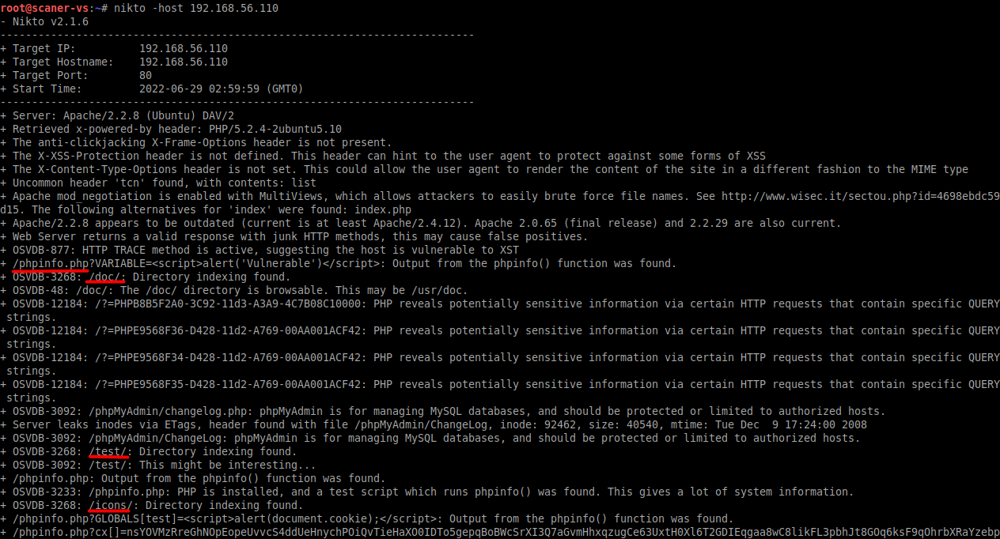 root@scaner-vs:~# nikto -host 192.168.56.110
- Nikto v2.1.6
---------------------------------------------------------------------------
+ Target IP:          192.168.56.110
+ Target Hostname:    192.168.56.110
+ Target Port:        80
+ Start Time:         2022-06-29 02:59:59 (GMT0)
---------------------------------------------------------------------------
+ Server: Apache/2.2.8 (Ubuntu) DAV/2
+ Retrieved x-powered-by header: PHP/5.2.4-2ubuntu5.10
+ The anti-clickjacking X-Frame-Options header is not present.
+ The X-XSS-Protection header is not defined. This header can hint to the user agent to protect against some forms of XSS
+ The X-Content-Type-Options header is not set. This could allow the user agent to render the content of the site in a different fashion to the MIME type
+ Uncommon header 'tcn' found, with contents: list
+ Apache mod_negotiation is enabled with MultiViews, which allows attackers to easily brute force file names. See http://www.wisec.it/sectou.php?id=4698ebdc59
d15. The following alternatives for 'index' were found: index.php
+ Apache/2.2.8 appears to be outdated (current is at least Apache/2.4.12). Apache 2.0.65 (final release) and 2.2.29 are also current.
+ Web Server returns a valid response with junk HTTP methods, this may cause false positives.
+ OSVDB-877: HTTP TRACE method is active, suggesting the host is vulnerable to XST
+ /phpinfo.php?VARIABLE=<script>alert('Vulnerable')</script>: Output from the phpinfo() function was found.
+ OSVDB-3268: /doc/: Directory indexing found.
+ OSVDB-48: /doc/: The /doc/ directory is browsable. This may be /usr/doc.
+ OSVDB-12184: /?=PHPB8B5F2A0-3C92-11d3-A3A9-4C7B08C10000: PHP reveals potentially sensitive information via certain HTTP requests that contain specific QUERY
strings.
+ OSVDB-12184: /?=PHPE9568F36-D428-11d2-A769-00AA001ACF42: PHP reveals potentially sensitive information via certain HTTP requests that contain specific QUERY
strings.
+ OSVDB-12184: /?=PHPE9568F34-D428-11d2-A769-00AA001ACF42: PHP reveals potentially sensitive information via certain HTTP requests that contain specific QUERY
strings.
+ OSVDB-12184: /?=PHPE9568F35-D428-11d2-A769-00AA001ACF42: PHP reveals potentially sensitive information via certain HTTP requests that contain specific QUERY
strings.
+ OSVDB-3092: /phpMyAdmin/changelog.php: phpMyAdmin is for managing MySQL databases, and should be protected or limited to authorized hosts.
+ Server leaks inodes via ETags, header found with file /phpMyAdmin/ChangeLog, inode: 92462, size: 40540, mtime: Tue Dec  9 17:24:00 2008
+ OSVDB-3092: /phpMyAdmin/ChangeLog: phpMyAdmin is for managing MySQL databases, and should be protected or limited to authorized hosts.
+ OSVDB-3268: /test/: Directory indexing found.
+ OSVDB-3092: /test/: This might be interesting...
+ /phpinfo.php: Output from the phpinfo() function was found.
+ OSVDB-3233: /phpinfo.php: PHP is installed, and a test script which runs phpinfo() was found. This gives a lot of system information.
+ OSVDB-3268: /icons/: Directory indexing found.
+ /phpinfo.php?GLOBALS[test]=<script>alert(document.cookie);</script>: Output from the phpinfo() function was found.
+ /phpinfo.php?cx[]=nsYOVMzRreGhNOpEopeUvvcS4ddUeHnychPOiQvTieHaXO0IDTo5gepqBoBWcSrXI3Q7aGvmHhxqzugCe63UxtH0Xl6T2GDIEqgaa8wC8likFL3pbhJt8GOq6ksF9qOhrbXRaYzebp